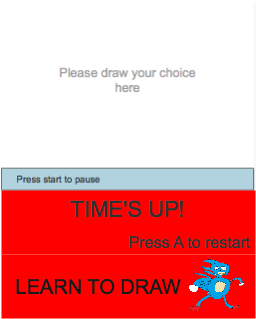 Please draw your choice
here
Press start to pause
TIME'S UP!
Press A to restart
LEARN TO DRAW